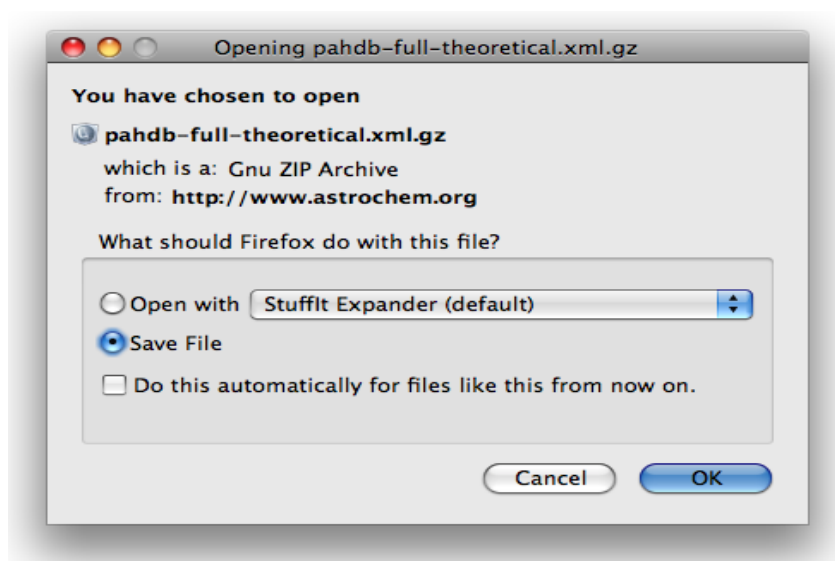 Opening pahdb-full-theoretical.xml.gz
You have chosen to open
pahdb-full-theoretical.xml.gz
which is a: Gnu ZIP Archive
from: http://www.astrochem.org
What should Firefox do with this file?
Open with StuffIt Expander (default)
Save File
Do this automatically for files like this from now on.
Cancel OK